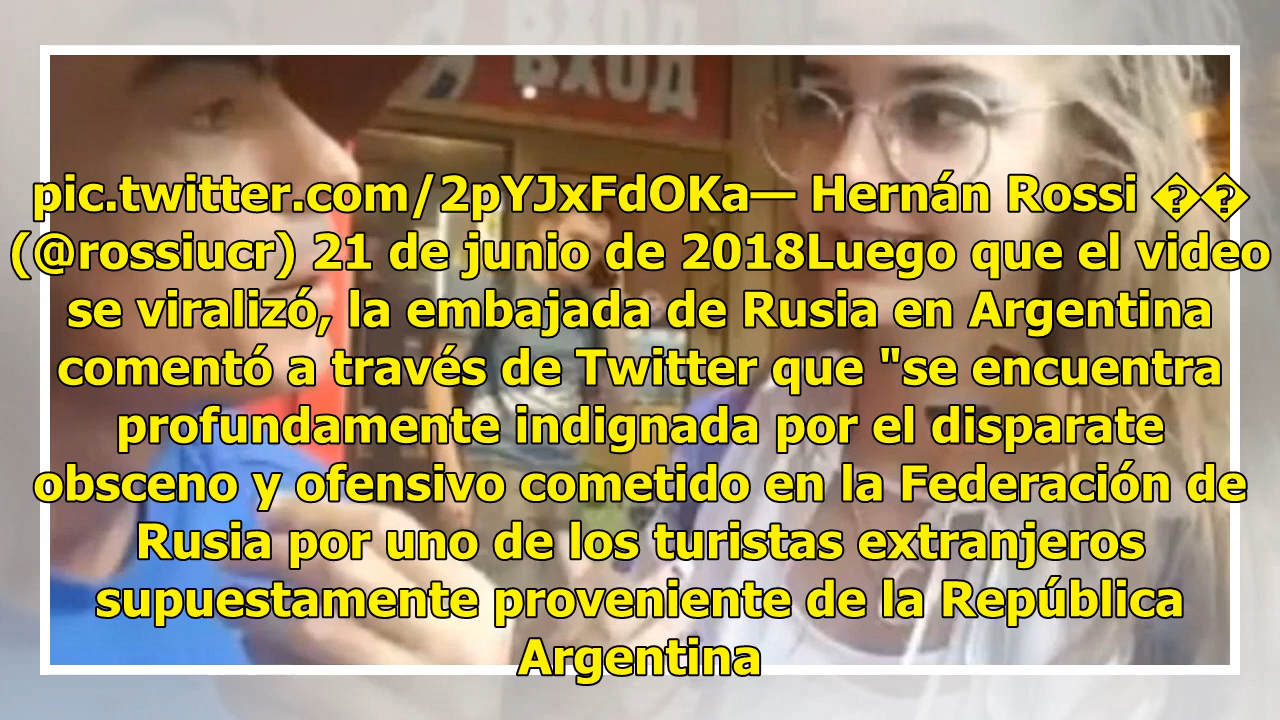 ВХОД
pic.twitter.com/2pYJxFdOKa— Hernán Rossi ��
(@rossiucr) 21 de junio de 2018Luego que el video
se viralizó, la embajada de Rusia en Argentina
comentó a través de Twitter que "se encuentra
profundamente indignada por el disparate
obsceno y ofensivo cometido en la Federación de
Rusia por uno de los turistas extranjeros
supuestamente proveniente de la República
Argentina